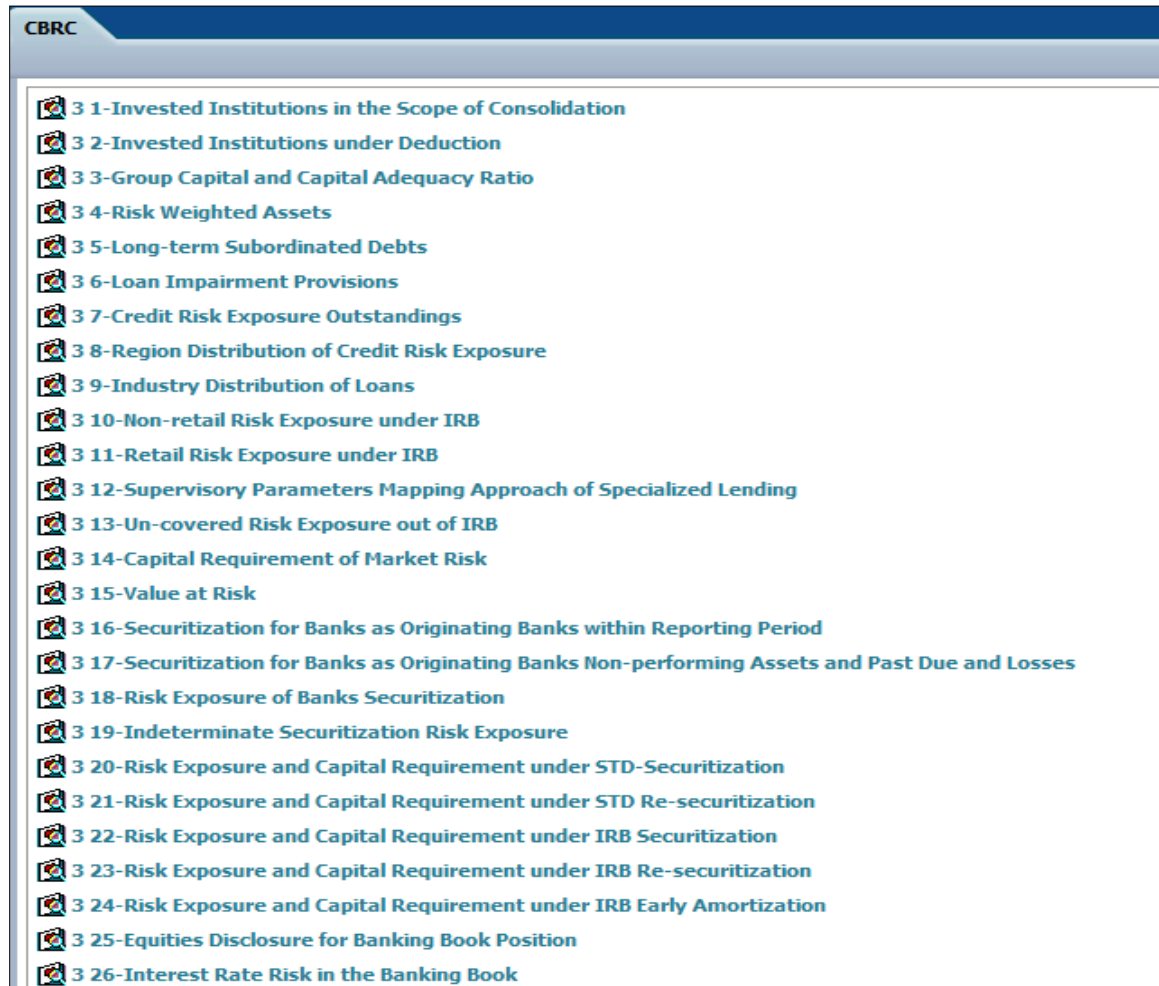 CBRC
3 1-Invested Institutions in the Scope of Consolidation
3 2-Invested Institutions under Deduction
3 3-Group Capital and Capital Adequacy Ratio
3 4-Risk Weighted Assets
3 5-Long-term Subordinated Debts
3 6-Loan Impairment Provisions
3 7-Credit Risk Exposure Outstandings
3 8-Region Distribution of Credit Risk Exposure
3 9-Industry Distribution of Loans
3 10-Non-retail Risk Exposure under IRB
3 11-Retail Risk Exposure under IRB
3 12-Supervisory Parameters Mapping Approach of Specialized Lending
3 13-Un-covered Risk Exposure out of IRB
3 14-Capital Requirement of Market Risk
3 15-Value at Risk
3 16-Securitization for Banks as Originating Banks within Reporting Period
3 17-Securitization for Banks as Originating Banks Non-performing Assets and Past Due and Losses
3 18-Risk Exposure of Banks Securitization
3 19-Indeterminate Securitization Risk Exposure
3 20-Risk Exposure and Capital Requirement under STD-Securitization
3 21-Risk Exposure and Capital Requirement under STD Re-securitization
3 22-Risk Exposure and Capital Requirement under IRB Securitization
3 23-Risk Exposure and Capital Requirement under IRB Re-securitization
3 24-Risk Exposure and Capital Requirement under IRB Early Amortization
3 25-Equities Disclosure for Banking Book Position
3 26-Interest Rate Risk in the Banking Book